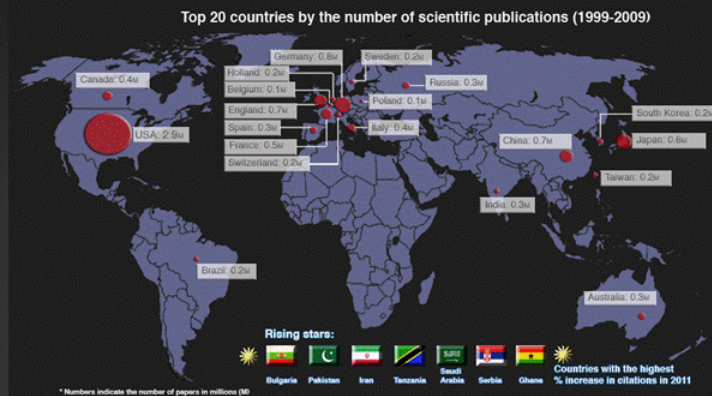 Top 20 countries by the number of scientific publications (1999-2009)
Germany: 0.8M
Sweden: 0.2M
Holland: 0.2M
Canada: 0.4M
Belgium: 0.1M
Russia: 0.3M
Poland: 0.1M
England: 0.7M
South Korea: 0.2M
USA: 2.9M
Spain: 0.3M
Italy: 0.4M
China: 0.7M
Japan: 0.8M
France: 0.5M
Switzerland: 0.2M
Taiwan: 0.2M
India: 0.3M
Brazil: 0.2M
Australia: 0.3M
Rising stars:
Bulgaria
Pakistan
Iran
Tanzania
Saudi
Arabia
Serbia
Ghana
Countries with the highest
% increase in citations in 2011
* Numbers indicate the number of papers in millions (M)